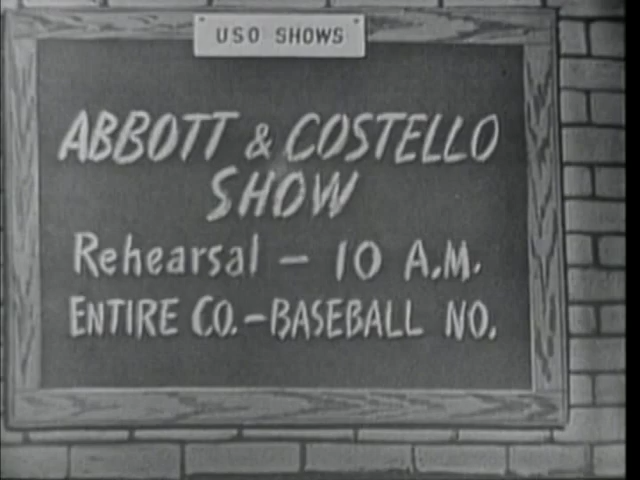 USO SHOWS
ABBOTT & COSTELLO
SHOW
Rehearsal – 10 A.M.
ENTIRE CO.–BASEBALL NO.